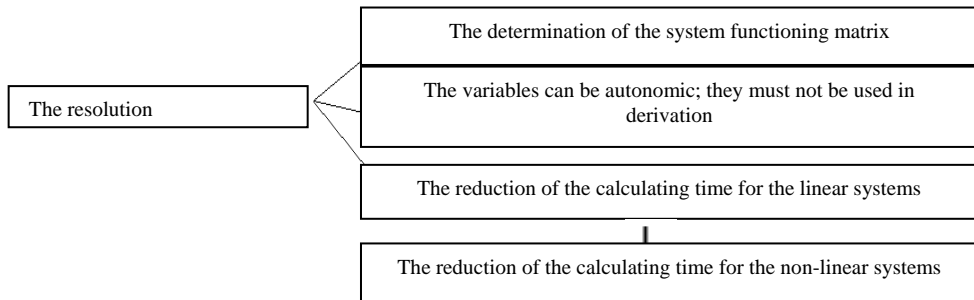 The determination of the system functioning matrix
The variables can be autonomic; they must not be used in
derivation
The resolution
The reduction of the calculating time for the linear systems
The reduction of the calculating time for the non-linear systems